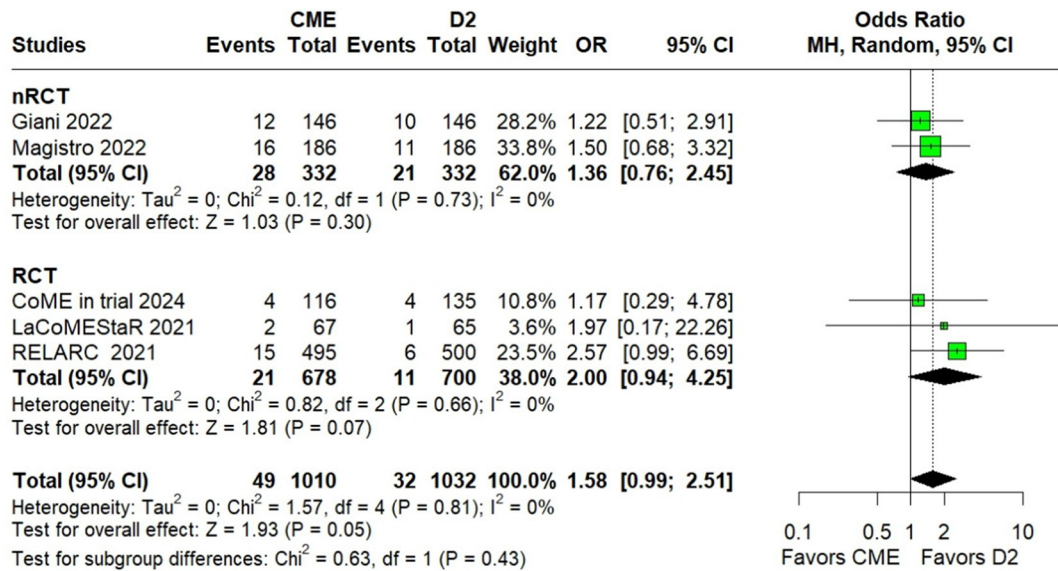 CME D2 Odds Ratio
Studies Events Total Events Total Weight OR 95% CI MH, Random, 95% CI
nRCT
Giani 2022 12 146 10 146 28.2% 1.22 [0.51; 2.91]
Magistro 2022 16 186 11 186 33.8% 1.50 [0.68; 3.32]
Total (95% CI) 28 332 21 332 62.0% 1.36 [0.76; 2.45]
Heterogeneity: Tau² = 0; Chi² = 0.12, df = 1 (P = 0.73); I² = 0%
Test for overall effect: Z = 1.03 (P = 0.30)
RCT
CoME in trial 2024 4 116 4 135 10.8% 1.17 [0.29; 4.78]
LaCoMEStaR 2021 2 67 1 65 3.6% 1.97 [0.17; 22.26]
RELARC 2021 15 495 6 500 23.5% 2.57 [0.99; 6.69]
Total (95% CI) 21 678 11 700 38.0% 2.00 [0.94; 4.25]
Heterogeneity: Tau² = 0; Chi² = 0.82, df = 2 (P = 0.66); I² = 0%
Test for overall effect: Z = 1.81 (P = 0.07)
Total (95% CI) 49 1010 32 1032 100.0% 1.58 [0.99; 2.51]
Heterogeneity: Tau² = 0; Chi² = 1.57, df = 4 (P = 0.81); I² = 0%
Test for overall effect: Z = 1.93 (P = 0.05)
Test for subgroup differences: Chi² = 0.63, df = 1 (P = 0.43)
0.1 0.5 1 2 10
Favors CME Favors D2